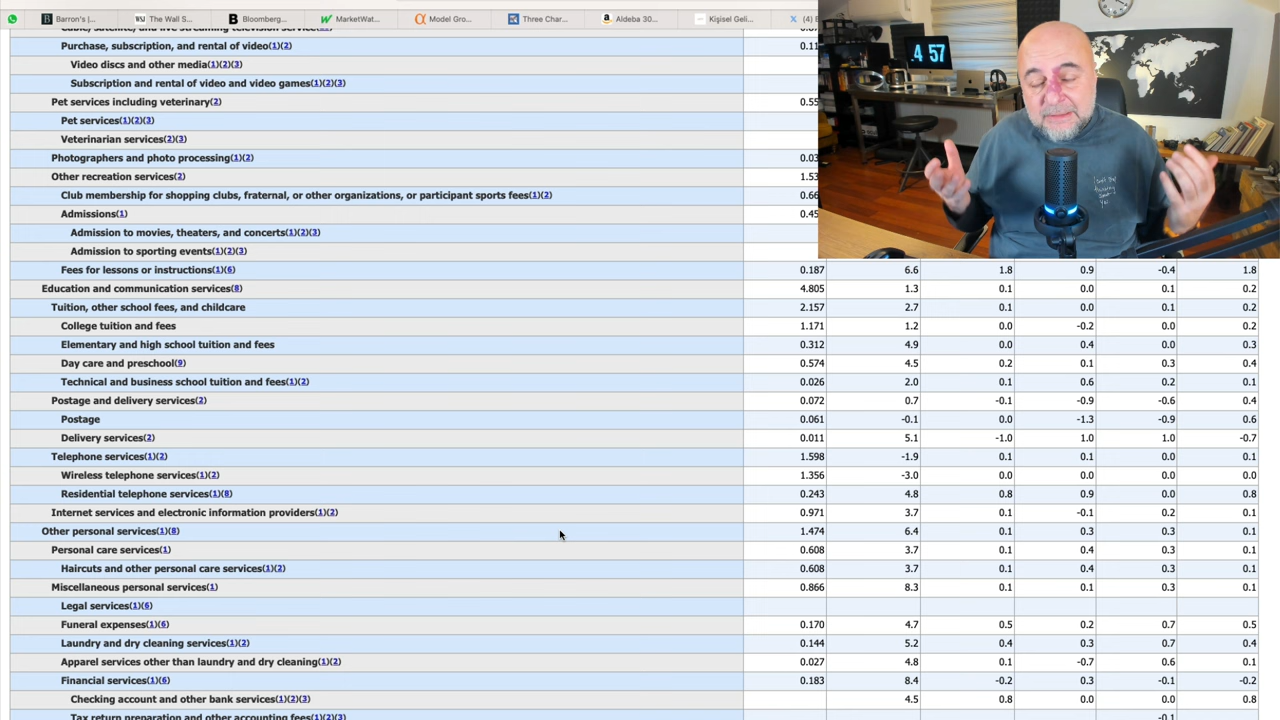 Barron's |
The Wall S...
Bloomberg...
MarketWat...
Model Gro...
Three Char...
Aldeba 30...
Kişisel Geli...
(4)
Cable, satellite, and live streaming television service
Purchase, subscription, and rental of video(1)(2) 0.11
Video discs and other media(1)(2)(3)
Subscription and rental of video and video games(1)(2)(3)
Pet services including veterinary(2) 0.55
Pet services(1)(2)(3)
Veterinarian services(2)(3)
Photographers and photo processing(1)(2) 0.03
Other recreation services(2) 1.53
Club membership for shopping clubs, fraternal, or other organizations, or participant sports fees(1)(2) 0.66
Admissions(1) 0.45
Admission to movies, theaters, and concerts(1)(2)(3)
Admission to sporting events(1)(2)(3)
Fees for lessons or instructions(1)(6) 0.187 6.6 1.8 0.9 -0.4 1.8
Education and communication services(8) 4.805 1.3 0.1 0.0 0.1 0.2
Tuition, other school fees, and childcare 2.157 2.7 0.1 0.0 0.1 0.2
College tuition and fees 1.171 1.2 0.0 -0.2 0.0 0.2
Elementary and high school tuition and fees 0.312 4.9 0.0 0.4 0.0 0.3
Day care and preschool(9) 0.574 4.5 0.2 0.1 0.3 0.4
Technical and business school tuition and fees(1)(2) 0.026 2.0 0.1 0.6 0.2 0.1
Postage and delivery services(2) 0.072 0.7 -0.1 -0.9 -0.6 0.4
Postage 0.061 -0.1 0.0 -1.3 -0.9 0.6
Delivery services(2) 0.011 5.1 -1.0 1.0 1.0 -0.7
Telephone services(1)(2) 1.598 -1.9 0.1 0.1 0.0 0.1
Wireless telephone services(1)(2) 1.356 -3.0 0.0 0.0 0.0 0.0
Residential telephone services(1)(8) 0.243 4.8 0.8 0.9 0.0 0.8
Internet services and electronic information providers(1)(2) 0.971 3.7 0.1 -0.1 0.2 0.1
Other personal services(1)(8) 1.474 6.4 0.1 0.3 0.3 0.1
Personal care services(1) 0.608 3.7 0.1 0.4 0.3 0.1
Haircuts and other personal care services(1)(2) 0.608 3.7 0.1 0.4 0.3 0.1
Miscellaneous personal services(1) 0.866 8.3 0.1 0.1 0.3 0.1
Legal services(1)(6)
Funeral expenses(1)(6) 0.170 4.7 0.5 0.2 0.7 0.5
Laundry and dry cleaning services(1)(2) 0.144 5.2 0.4 0.3 0.7 0.4
Apparel services other than laundry and dry cleaning(1)(2) 0.027 4.8 0.1 -0.7 0.6 0.1
Financial services(1)(6) 0.183 8.4 -0.2 0.3 -0.1 -0.2
Checking account and other bank services(1)(2)(3) 4.5 0.8 0.0 0.0 0.8
Tax return preparation and other accounting fees(1)(2)(3) -0.1
4 57